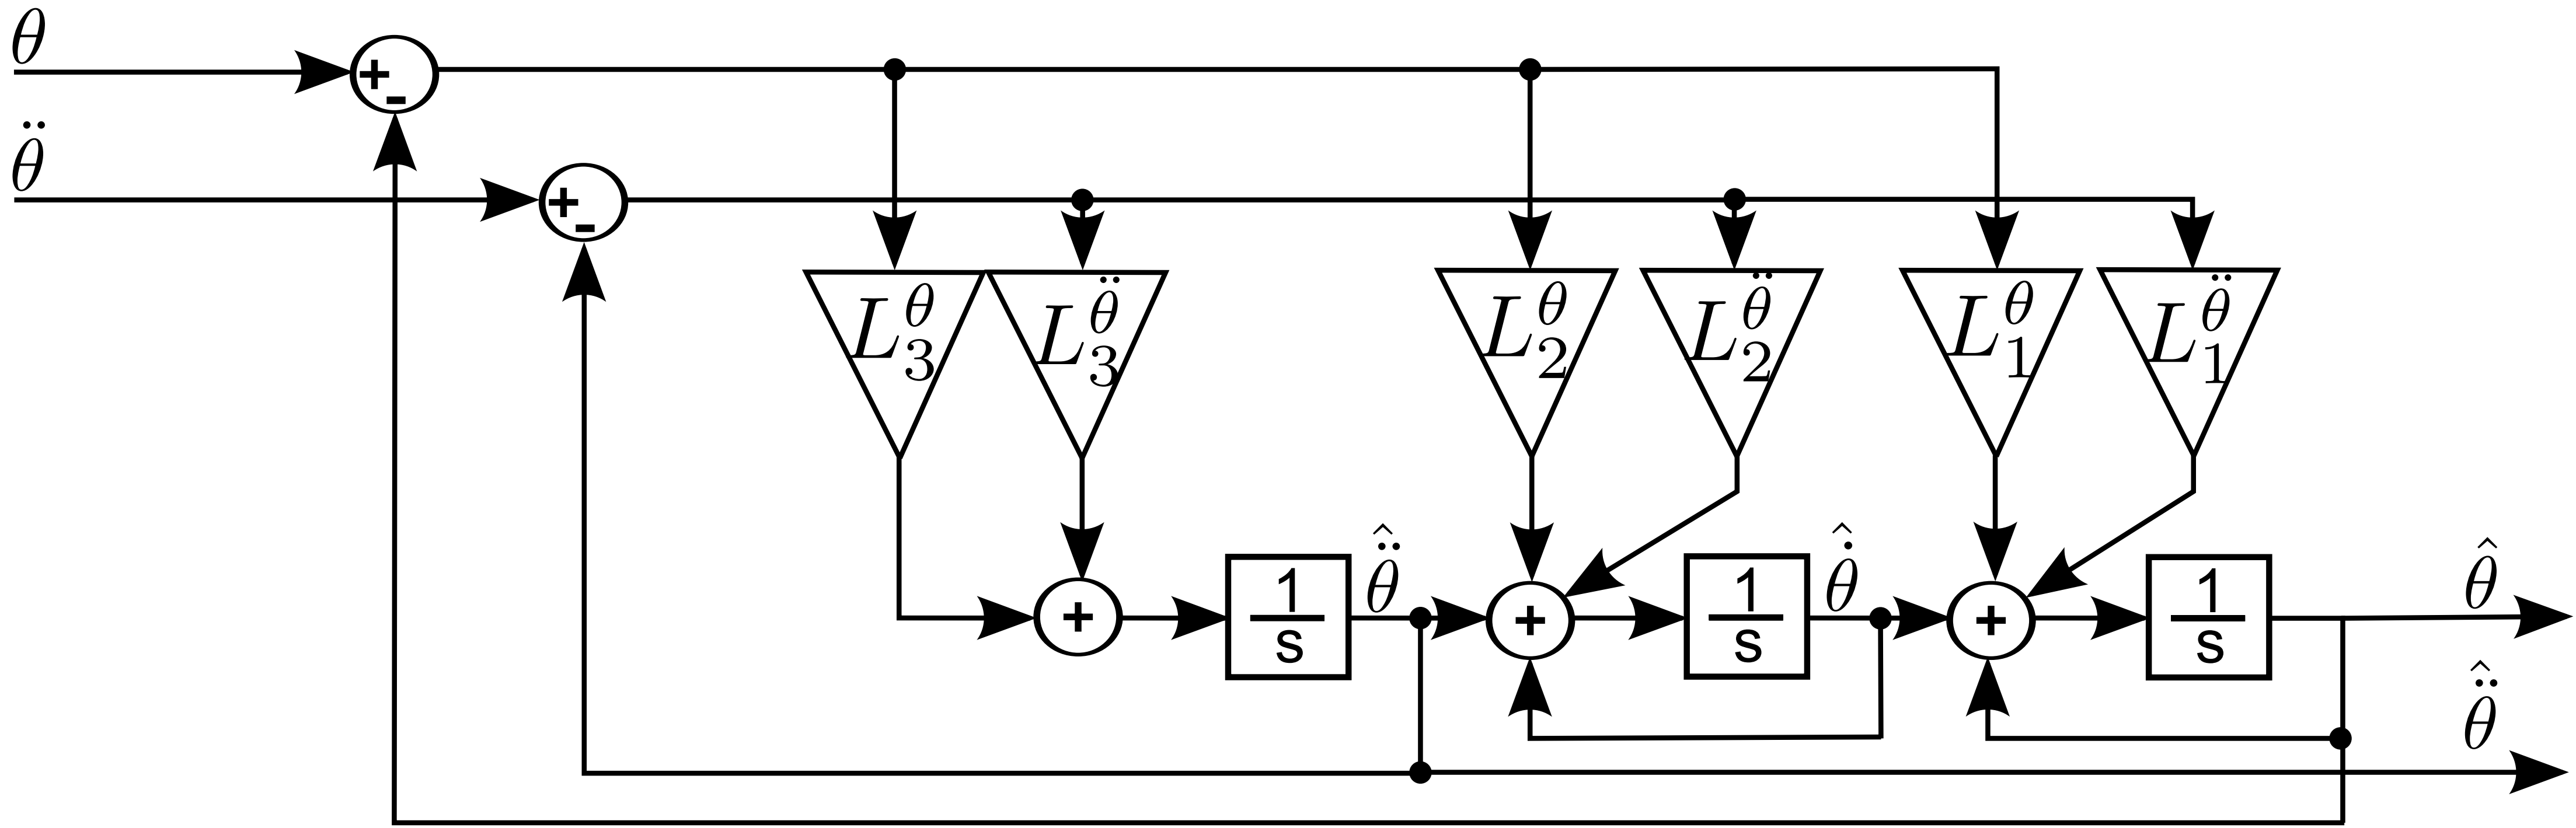 θ
+
-
θ̈
+
-
L₃^θ L₃^θ̈ L₂^θ L₂^θ̈ L₁^θ L₁^θ̈
+ 1/s θ̈̂ + 1/s θ̇̂ + 1/s θ̂
θ̈̂